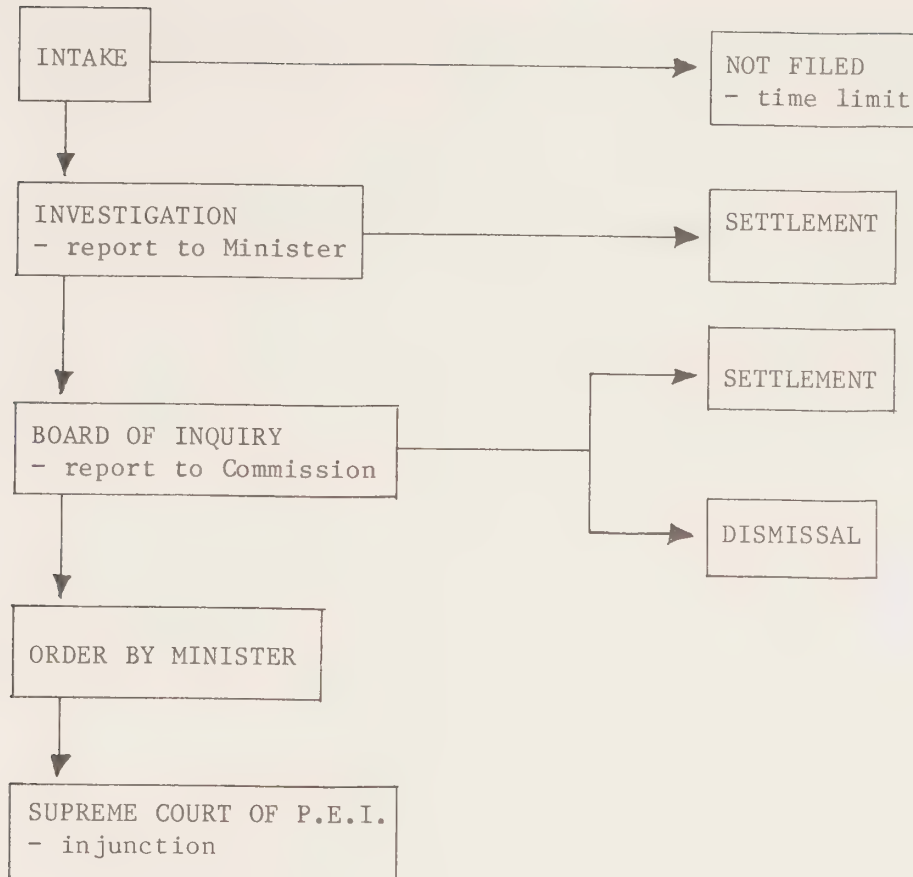 INTAKE
NOT FILED
- time limit
INVESTIGATION
- report to Minister
SETTLEMENT
SETTLEMENT
BOARD OF INQUIRY
- report to Commission
DISMISSAL
ORDER BY MINISTER
SUPREME COURT OF P.E.I.
- injunction